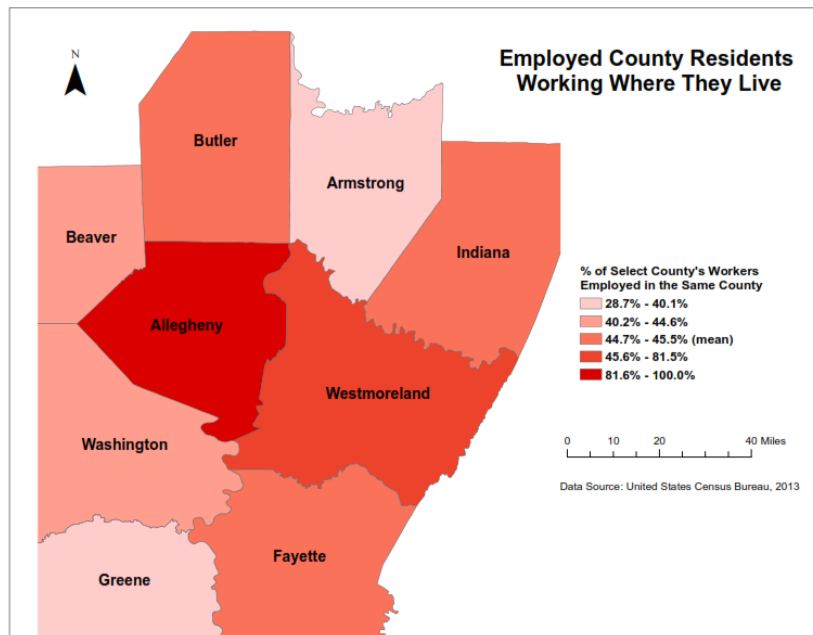 Employed County Residents
Working Where They Live
N
Butler
Armstrong
Beaver
Indiana
Allegheny
Westmoreland
Washington
Fayette
Greene
% of Select County's Workers
Employed in the Same County
28.7% - 40.1%
40.2% - 44.6%
44.7% - 45.5% (mean)
45.6% - 81.5%
81.6% - 100.0%
0 10 20 40 Miles
Data Source: United States Census Bureau, 2013